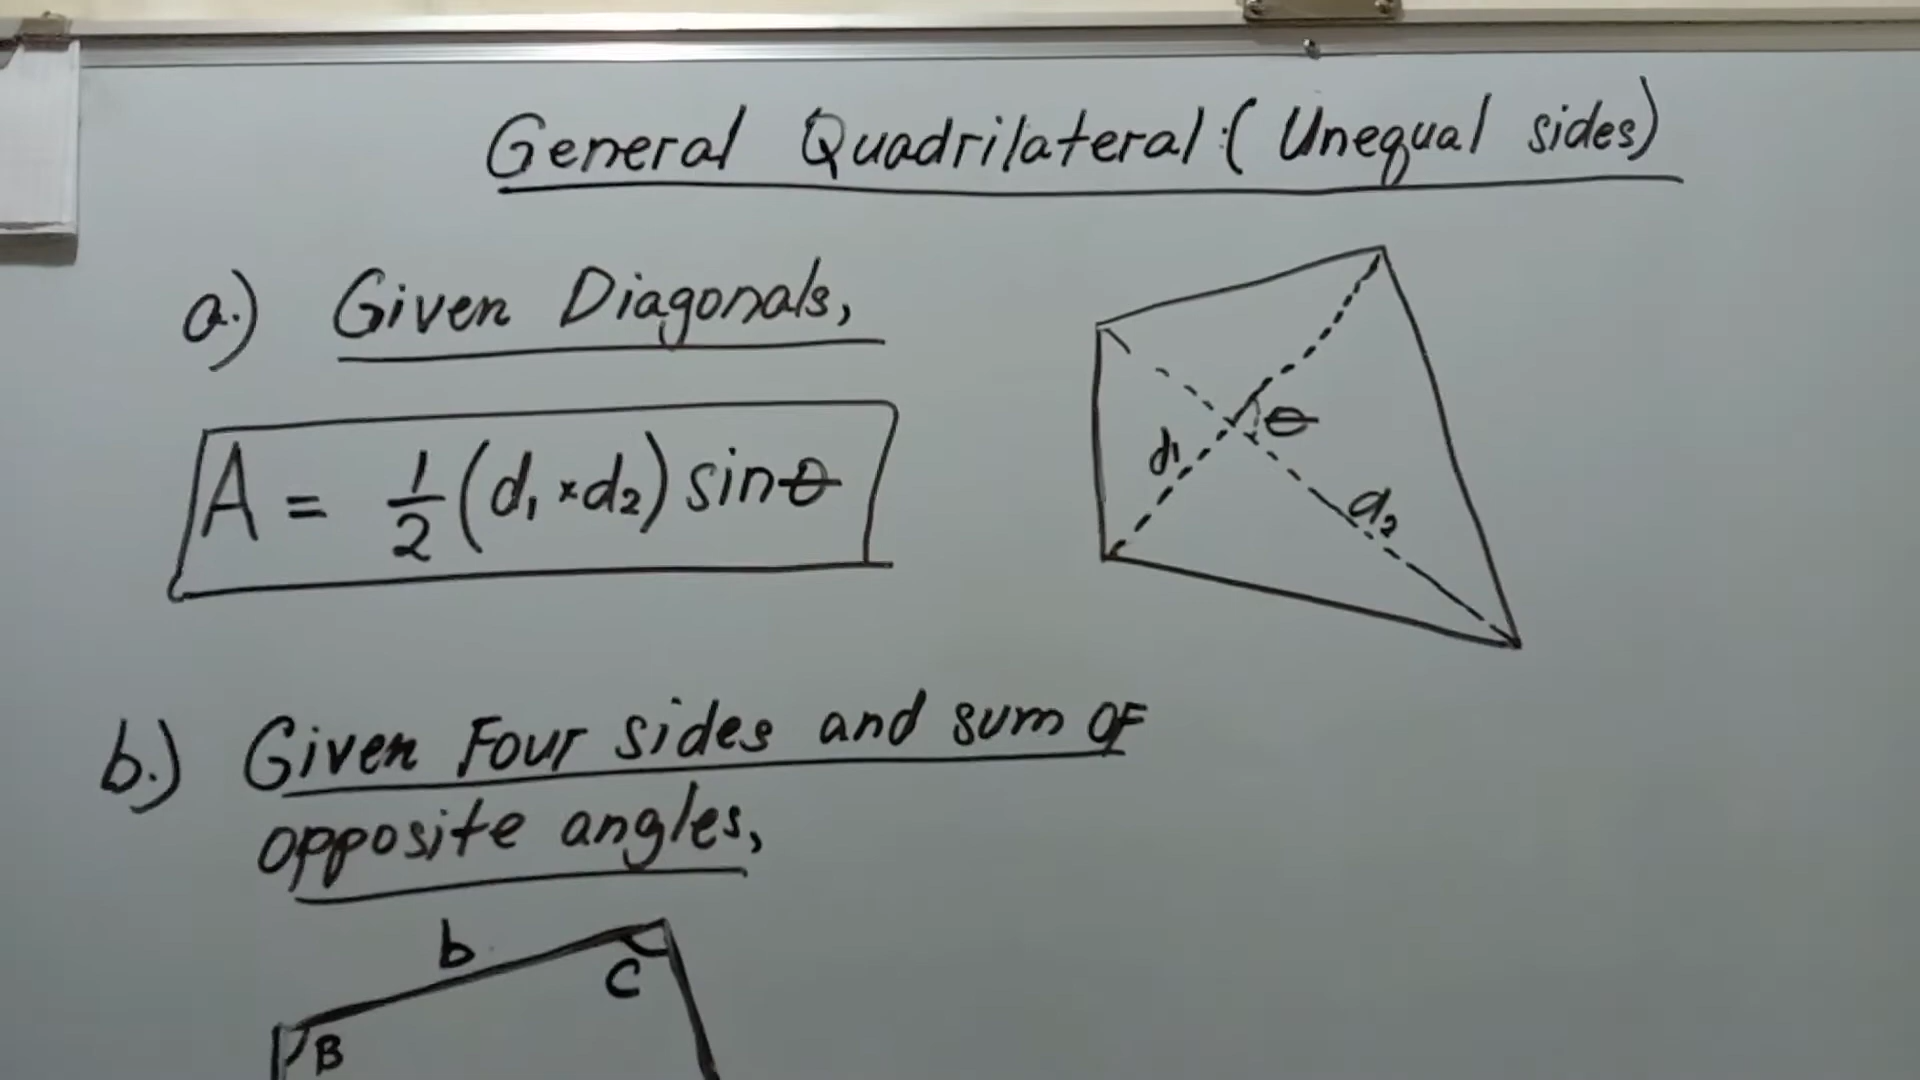 General Quadrilateral: (Unequal sides)
a.) Given Diagonals,
A = 1/2 (d₁ × d₂) sin θ
θ
d₁
d₂
b.) Given Four sides and sum OF
opposite angles,
b
C
B